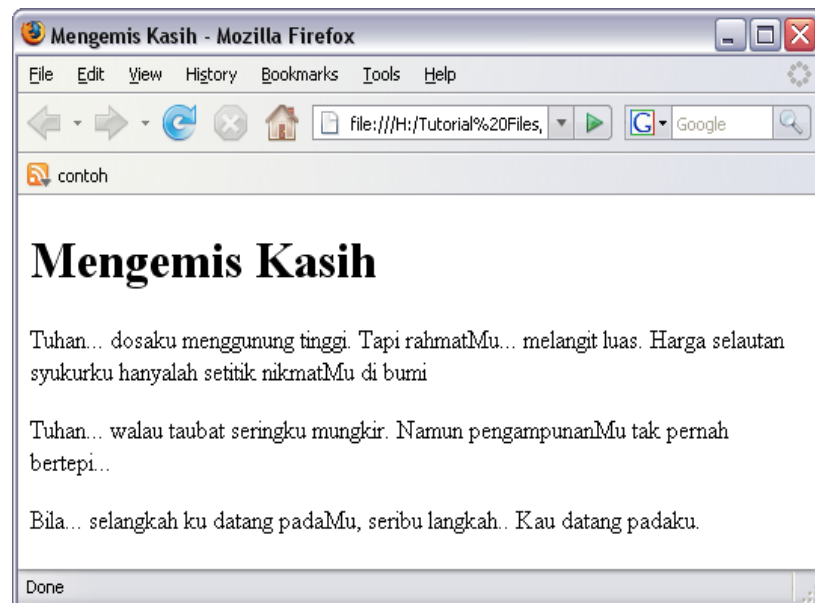 Mengemis Kasih - Mozilla Firefox
File Edit View History Bookmarks Tools Help
file:///H:/Tutorial%20Files, G Google
contoh
Mengemis Kasih
Tuhan... dosaku menggunung tinggi. Tapi rahmatMu... melangit luas. Harga selautan
syukurku hanyalah setitik nikmatMu di bumi
Tuhan... walau taubat seringku mungkir. Namun pengampunanMu tak pernah
bertepi...
Bila... selangkah ku datang padaMu, seribu langkah.. Kau datang padaku.
Done